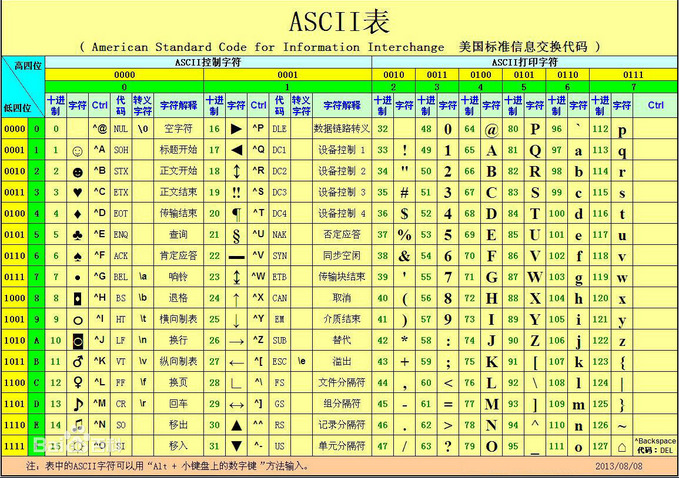 ASCII表
( American Standard Code for Information Interchange 美国标准信息交换代码 )
高四位 ASCII控制字符 ASCII打印字符
0000 0001 0010 0011 0100 0101 0110 0111
0 1 2 3 4 5 6 7
低四位 十进制 字符 Ctrl 代码 转义字符 字符解释 十进制 字符 Ctrl 代码 转义字符 字符解释 十进制 字符 十进制 字符 十进制 字符 十进制 字符 十进制 字符 十进制 字符 Ctrl
0000 0 0 ^@ NUL \0 空字符 16 ► ^P DLE 数据链路转义 32 48 0 64 @ 80 P 96 ` 112 p
0001 1 1 ☺ ^A SOH 标题开始 17 ◄ ^Q DC1 设备控制 1 33 ! 49 1 65 A 81 Q 97 a 113 q
0010 2 2 ☻ ^B STX 正文开始 18 ↕ ^R DC2 设备控制 2 34 " 50 2 66 B 82 R 98 b 114 r
0011 3 3 ♥ ^C ETX 正文结束 19 ‼ ^S DC3 设备控制 3 35 # 51 3 67 C 83 S 99 c 115 s
0100 4 4 ♦ ^D EOT 传输结束 20 ¶ ^T DC4 设备控制 4 36 $ 52 4 68 D 84 T 100 d 116 t
0101 5 5 ♣ ^E ENQ 查询 21 § ^U NAK 否定应答 37 % 53 5 69 E 85 U 101 e 117 u
0110 6 6 ♠ ^F ACK 肯定应答 22 ▬ ^V SYN 同步空闲 38 & 54 6 70 F 86 V 102 f 118 v
0111 7 7 • ^G BEL \a 响铃 23 ↨ ^W ETB 传输块结束 39 ' 55 7 71 G 87 W 103 g 119 w
1000 8 8 ◘ ^H BS \b 退格 24 ↑ ^X CAN 取消 40 ( 56 8 72 H 88 X 104 h 120 x
1001 9 9 ○ ^I HT \t 横向制表 25 ↓ ^Y EM 介质结束 41 ) 57 9 73 I 89 Y 105 i 121 y
1010 A 10 ◙ ^J LF \n 换行 26 → ^Z SUB 替代 42 * 58 : 74 J 90 Z 106 j 122 z
1011 B 11 ♂ ^K VT \v 纵向制表 27 ← ^[ ESC \e 溢出 43 + 59 ; 75 K 91 [ 107 k 123 {
1100 C 12 ♀ ^L FF \f 换页 28 ∟ ^\ FS 文件分隔符 44 , 60 < 76 L 92 \ 108 l 124 |
1101 D 13 ♪ ^M CR \r 回车 29 ↔ ^] GS 组分隔符 45 - 61 = 77 M 93 ] 109 m 125 }
1110 E 14 ♫ ^N SO 移出 30 ▲ ^^ RS 记录分隔符 46 . 62 > 78 N 94 ^ 110 n 126 ~
1111 F 15 ☼ ^O SI 移入 31 ▼ ^- US 单元分隔符 47 / 63 ? 79 O 95 _ 111 o 127 ⌂ ^Backspace 代码: DEL
注: 表中的ASCII字符可以用“Alt + 小键盘上的数字键”方法输入。 2013/08/08